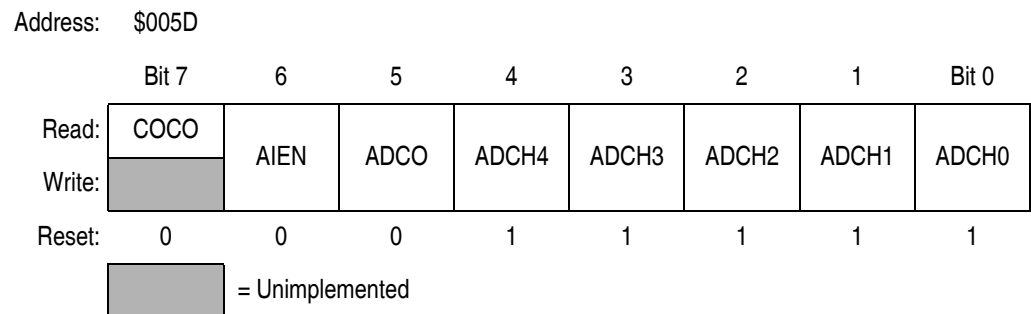 Address: $005D
Bit 7 6 5 4 3 2 1 Bit 0
Read: COCO AIEN ADCO ADCH4 ADCH3 ADCH2 ADCH1 ADCH0
Write:
Reset: 0 0 0 1 1 1 1 1
= Unimplemented